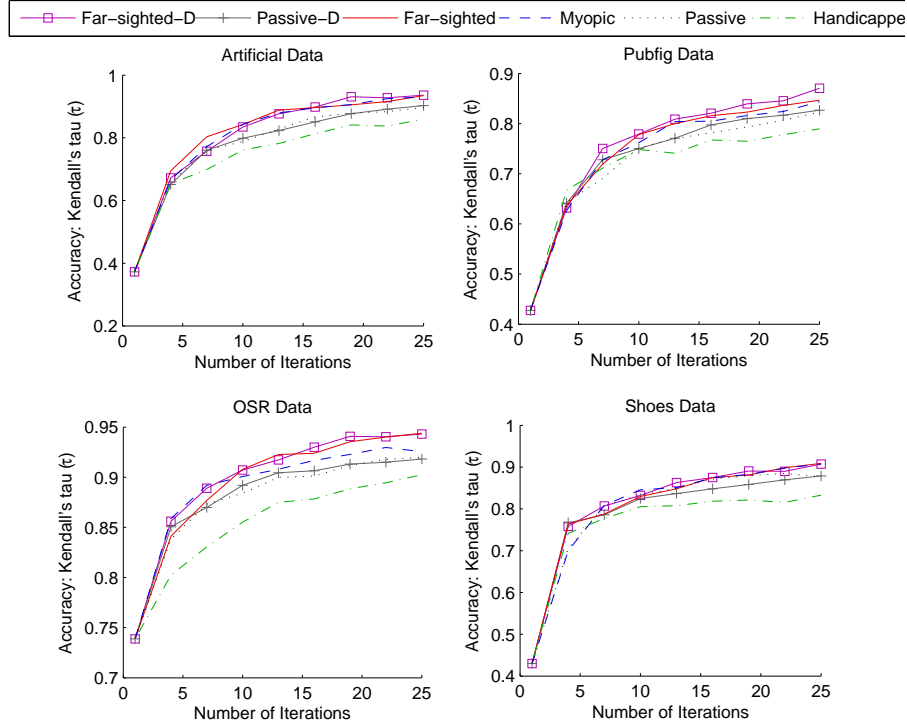 Far-sighted-D Passive-D Far-sighted Myopic Passive Handicappe
Artificial Data
Accuracy: Kendall's tau (τ)
1
0.8
0.6
0.4
0.2
0 5 10 15 20 25
Number of Iterations
Pubfig Data
Accuracy: Kendall's tau (τ)
0.9
0.8
0.7
0.6
0.5
0.4
0 5 10 15 20 25
Number of Iterations
OSR Data
Accuracy: Kendall's tau (τ)
0.95
0.9
0.85
0.8
0.75
0.7
0 5 10 15 20 25
Number of Iterations
Shoes Data
Accuracy: Kendall's tau (τ)
1
0.9
0.8
0.7
0.6
0.5
0.4
0 5 10 15 20 25
Number of Iterations